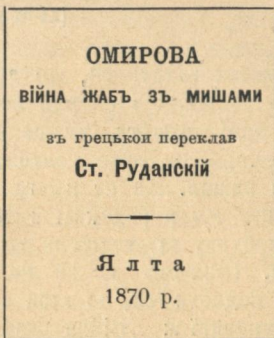 ОМИРОВА
ВІЙНА ЖАБЪ ЗЪ МИШАМИ
зъ грецькои переклав
Ст. Руданскій
Ялта
1870 р.